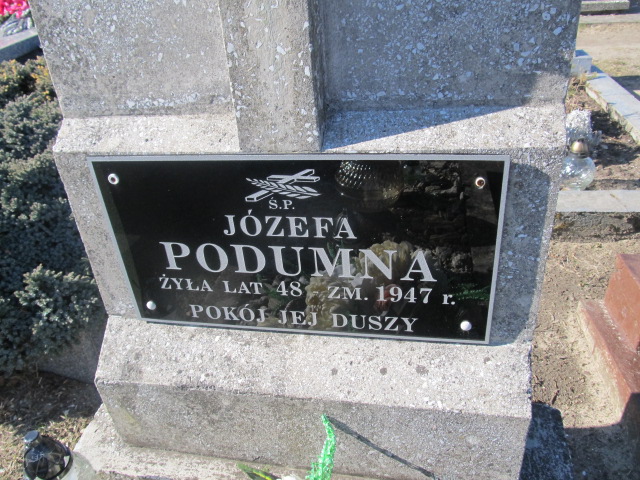 Ś.P.
JÓZEFA
PODUMNA
ŻYŁA LAT 48 ZM. 1947 r.
POKÓJ JEJ DUSZY